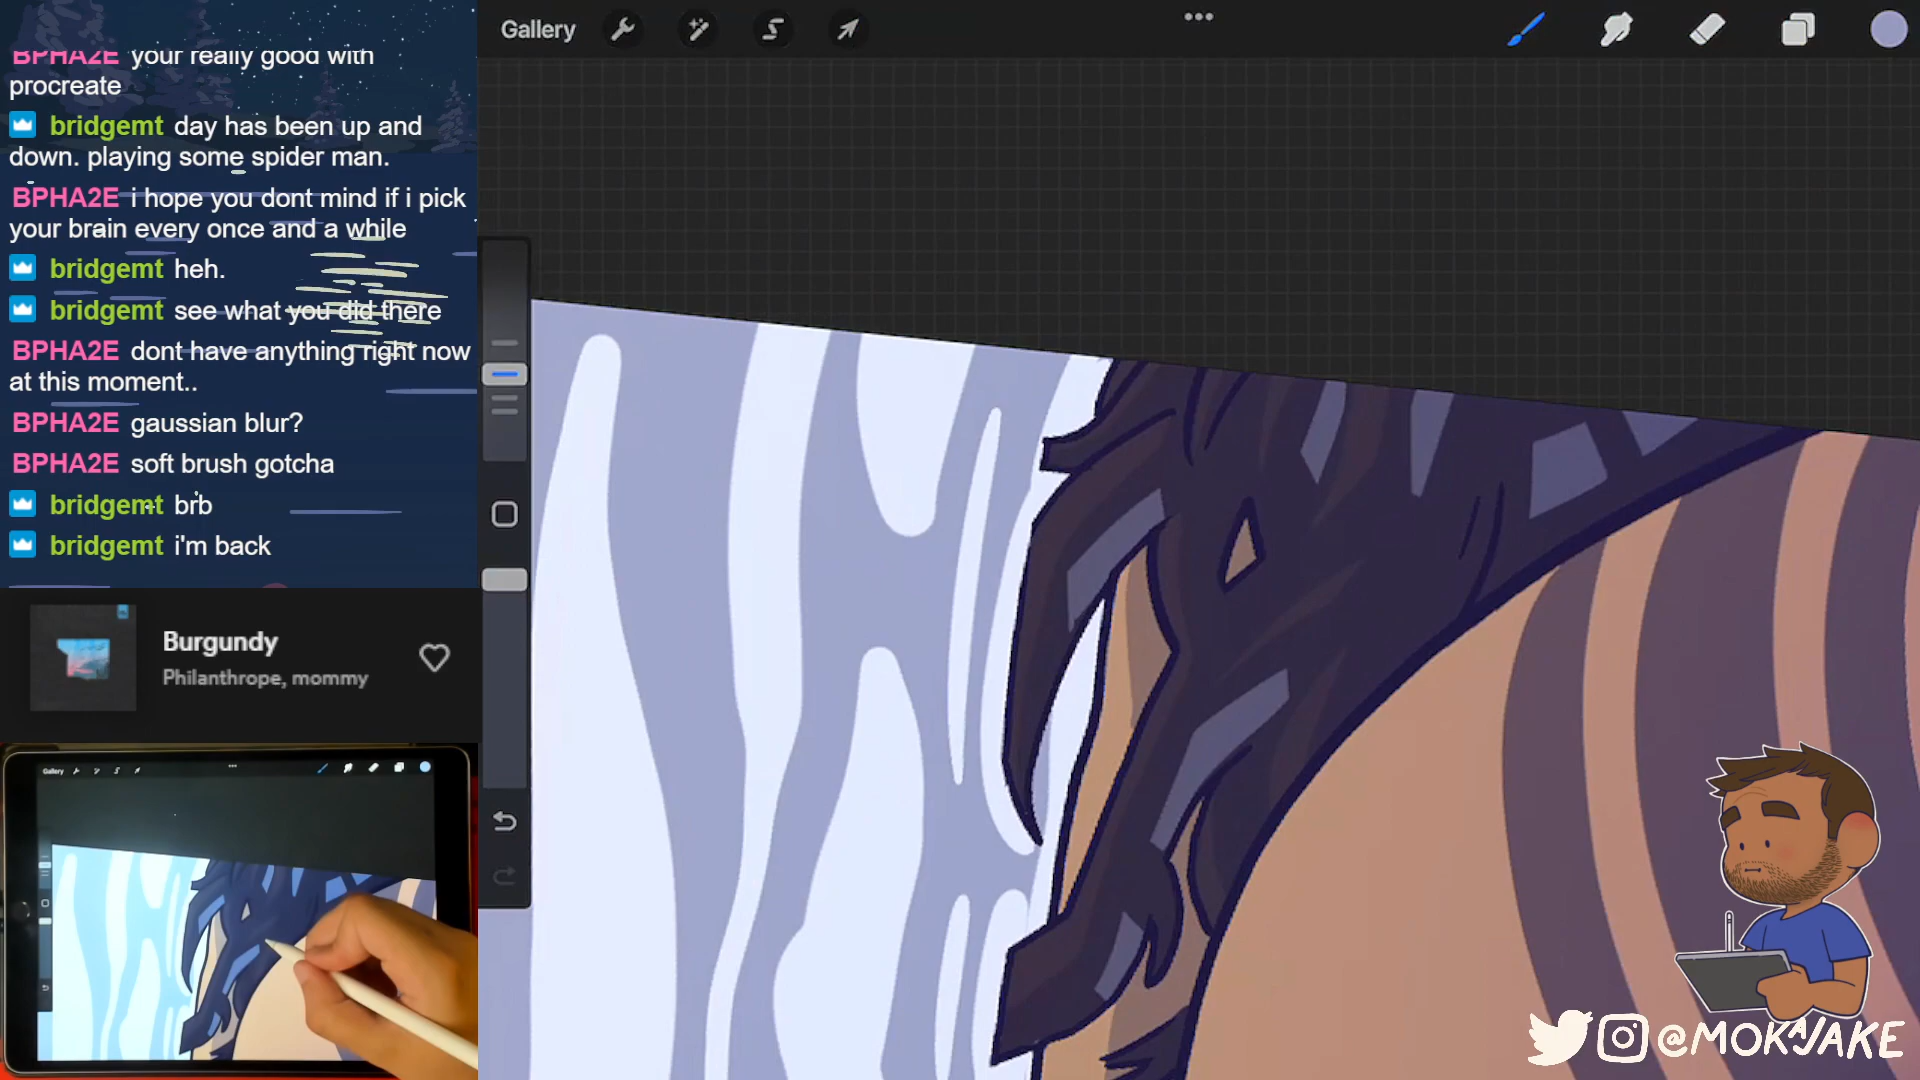 BPHA2E your really good with
procreate
bridgemt day has been up and
down. playing some spider man.
BPHA2E i hope you dont mind if i pick
your brain every once and a while
bridgemt heh.
bridgemt see what you did there
BPHA2E dont have anything right now
at this moment..
BPHA2E gaussian blur?
BPHA2E soft brush gotcha
bridgemt brb
bridgemt i'm back
Burgundy
Philanthrope, mommy
Gallery
Gallery
@MOKAJAKE